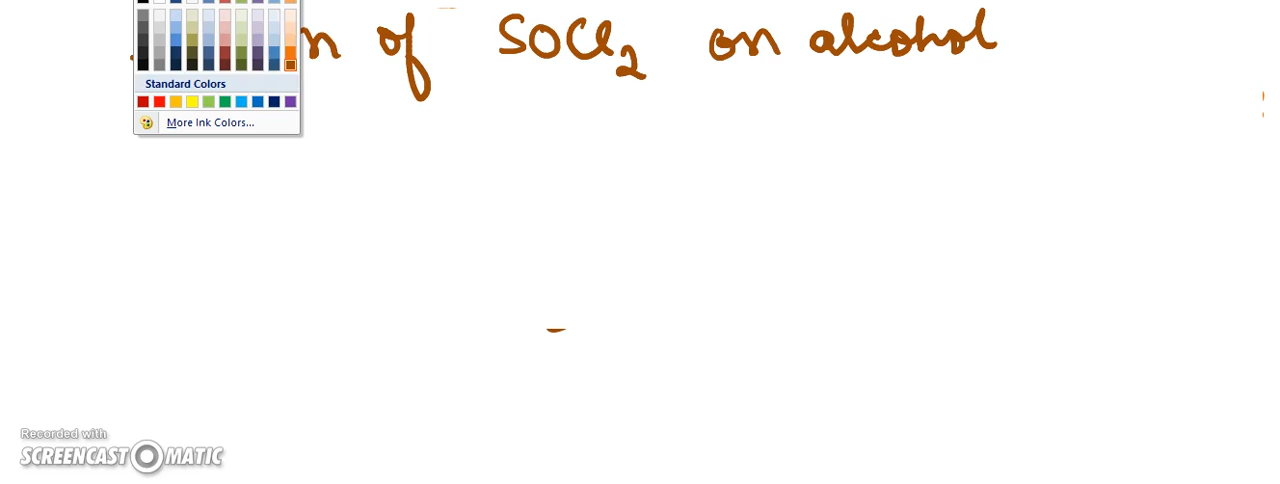 of SOCl2 on alcohol
Standard Colors
More Ink Colors...
Recorded with
SCREENCAST MATIC